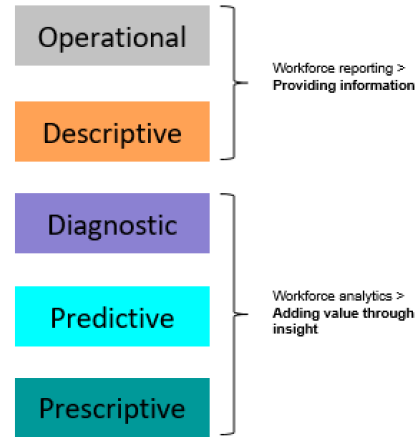 Operational
Workforce reporting >
Providing information
Descriptive
Diagnostic
Predictive
Workforce analytics >
Adding value through
insight
Prescriptive